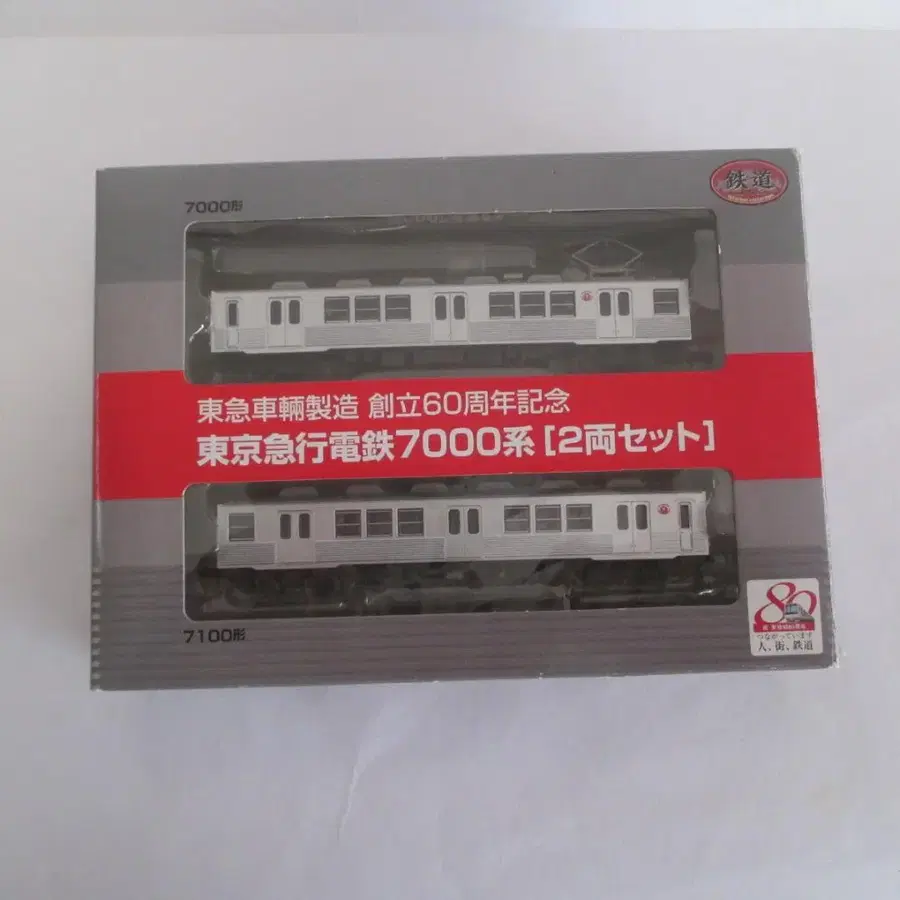 7000形
鉄道
東急車輛製造 創立60周年記念
東京急行電鉄7000系[2両セット]
7100形
80
つながっています
人、街、鉄道